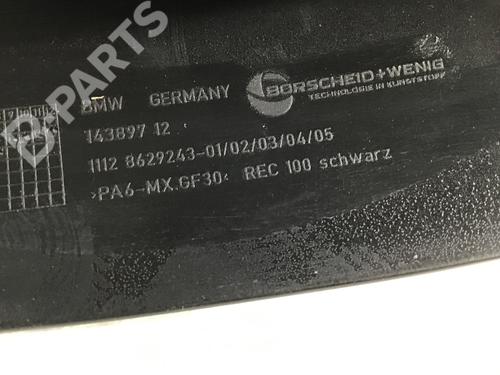 B-PARTS
BMW GERMANY
BORSCHEID+WENIG
TECHNOLOGIE IN KUNSTSTOFF
143897 12
1112 8629243-01/02/03/04/05
>PA6-MX.GF30< REC 100 schwarz